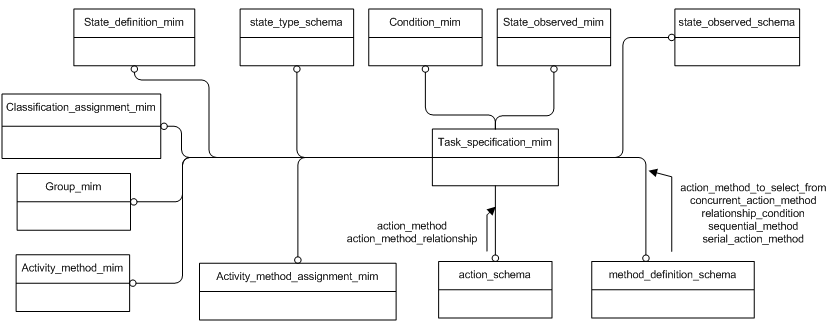 State_definition_mim
state_type_schema
Condition_mim
State_observed_mim
state_observed_schema
Classification_assignment_mim
Task_specification_mim
Group_mim
action_method_to_select_from
concurrent_action_method
relationship_condition
sequential_method
serial_action_method
action_method
action_method_relationship
Activity_method_mim
Activity_method_assignment_mim
action_schema
method_definition_schema